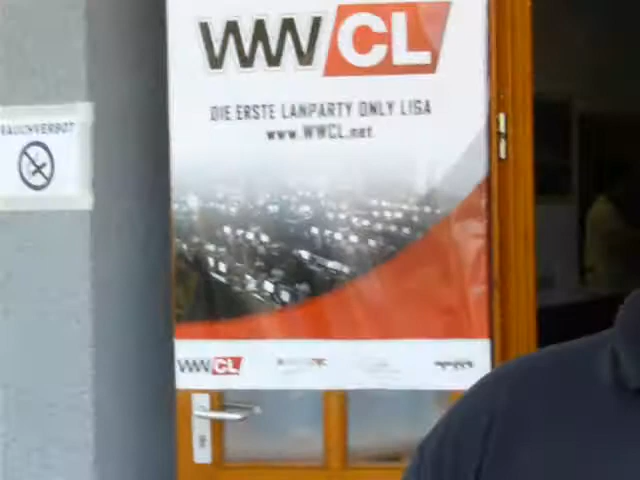 WWCL
DIE ERSTE LANPARTY ONLY LIGA
www.WWCL.net
RAUCHVERBOT
WWCL